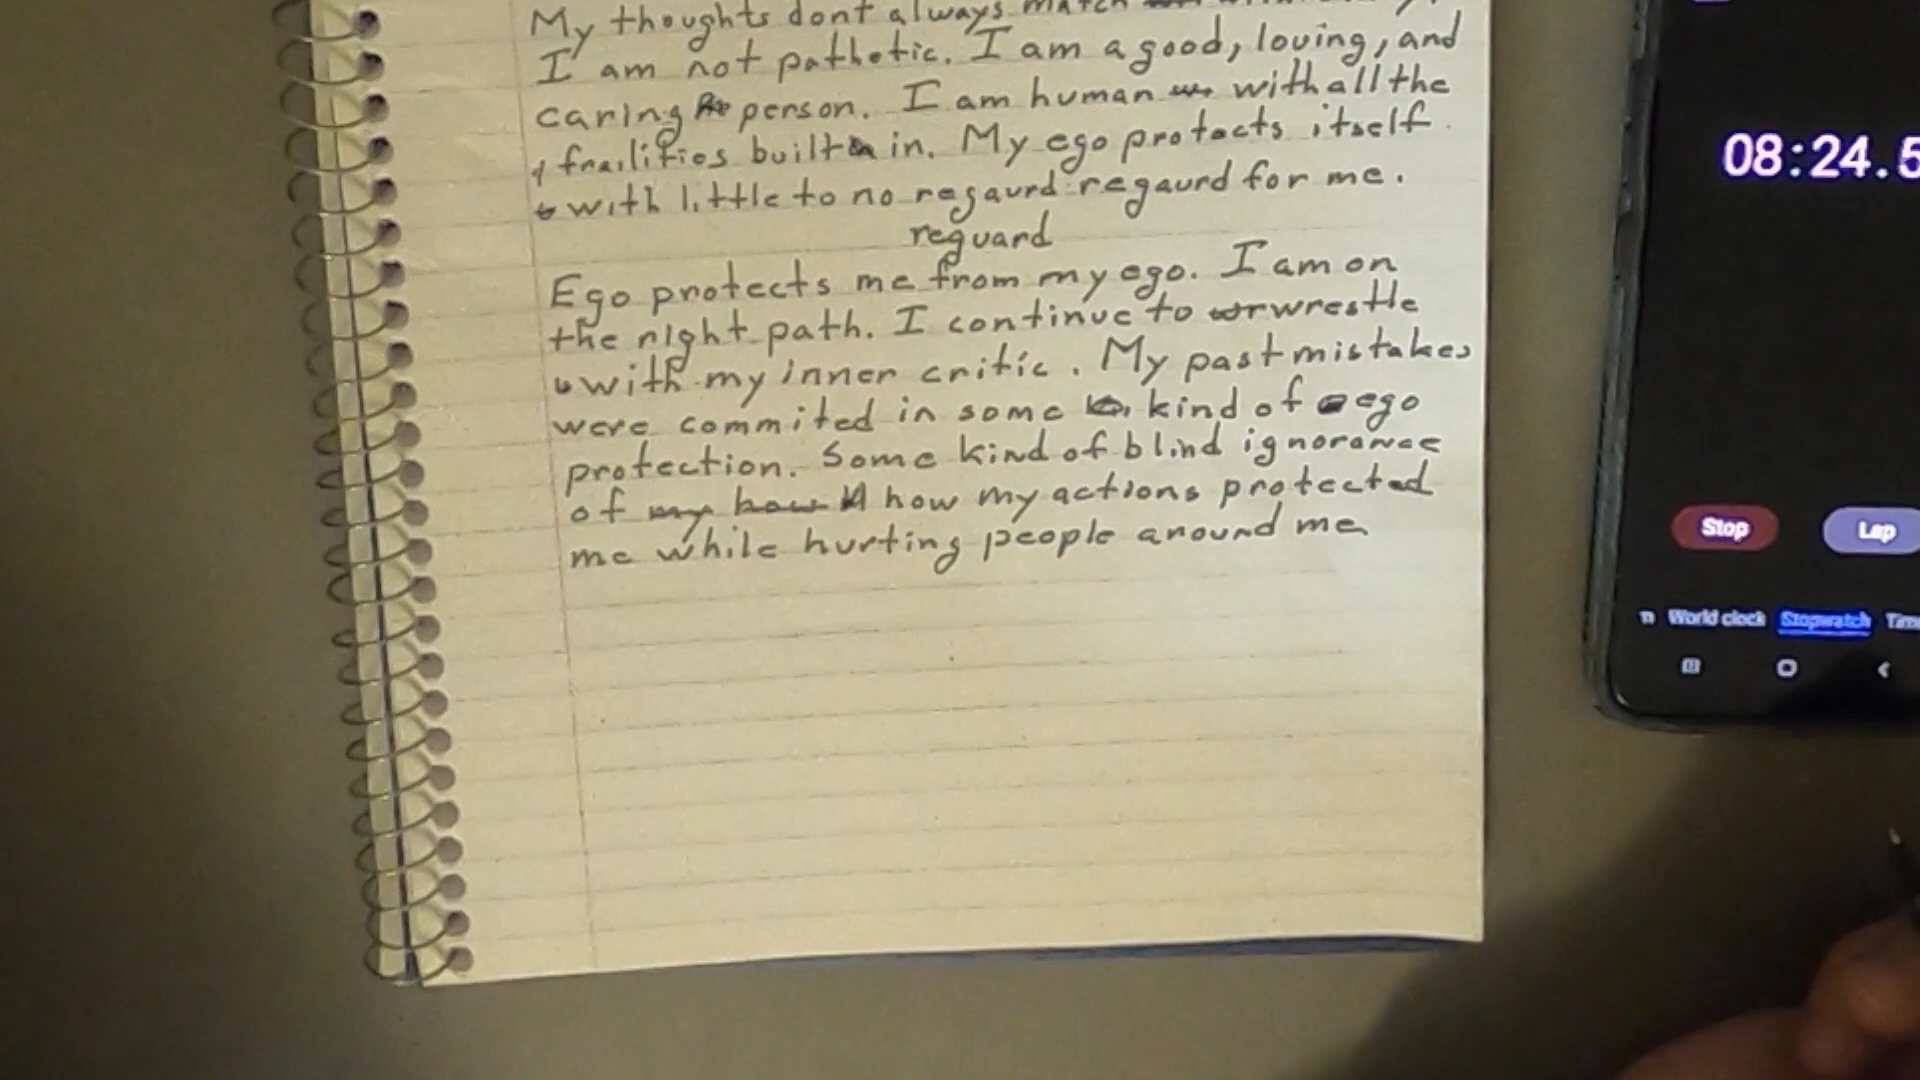 My thoughts dont always match
I am not pathetic. I am a good, loving, and
caring person. I am human with all the
frailities built in. My ego protects itself
with little to no regaurd regaurd for me.
reguard
Ego protects me from my ego. I am on
the right path. I continue to wrestle
with my inner critic. My past mistakes
were commited in some kind of ego
protection. Some kind of blind ignorance
of my how how my actions protected
me while hurting people around me
08:24.5
Stop
Lap
World clock
Stopwatch